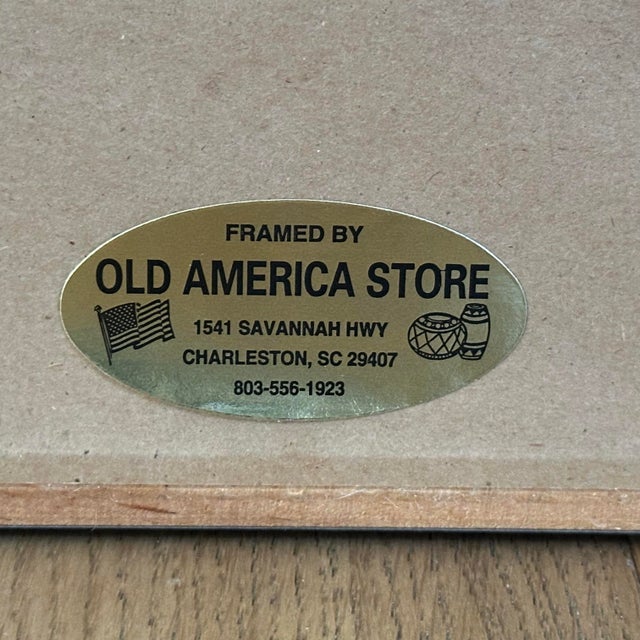 FRAMED BY
OLD AMERICA STORE
1541 SAVANNAH HWY
CHARLESTON, SC 29407
803-556-1923